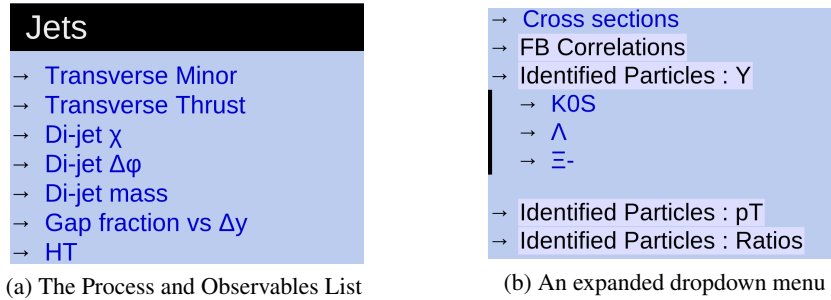 Jets
→ Transverse Minor
→ Transverse Thrust
→ Di-jet χ
→ Di-jet Δφ
→ Di-jet mass
→ Gap fraction vs Δy
→ HT
(a) The Process and Observables List
→ Cross sections
→ FB Correlations
→ Identified Particles : Y
→ K0S
→ Λ
→ Ξ-
→ Identified Particles : pT
→ Identified Particles : Ratios
(b) An expanded dropdown menu